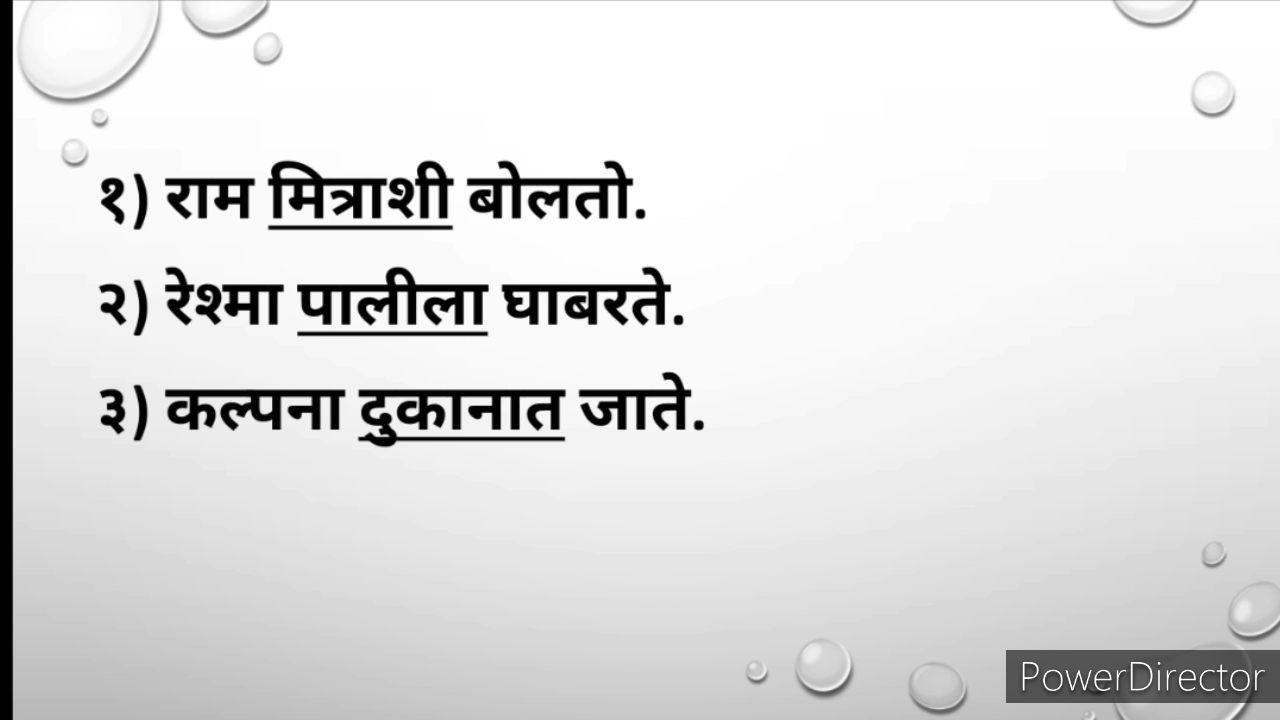 १) राम मित्राशी बोलतो.
२) रेश्मा पालीला घाबरते.
३) कल्पना दुकानात जाते.
PowerDirector